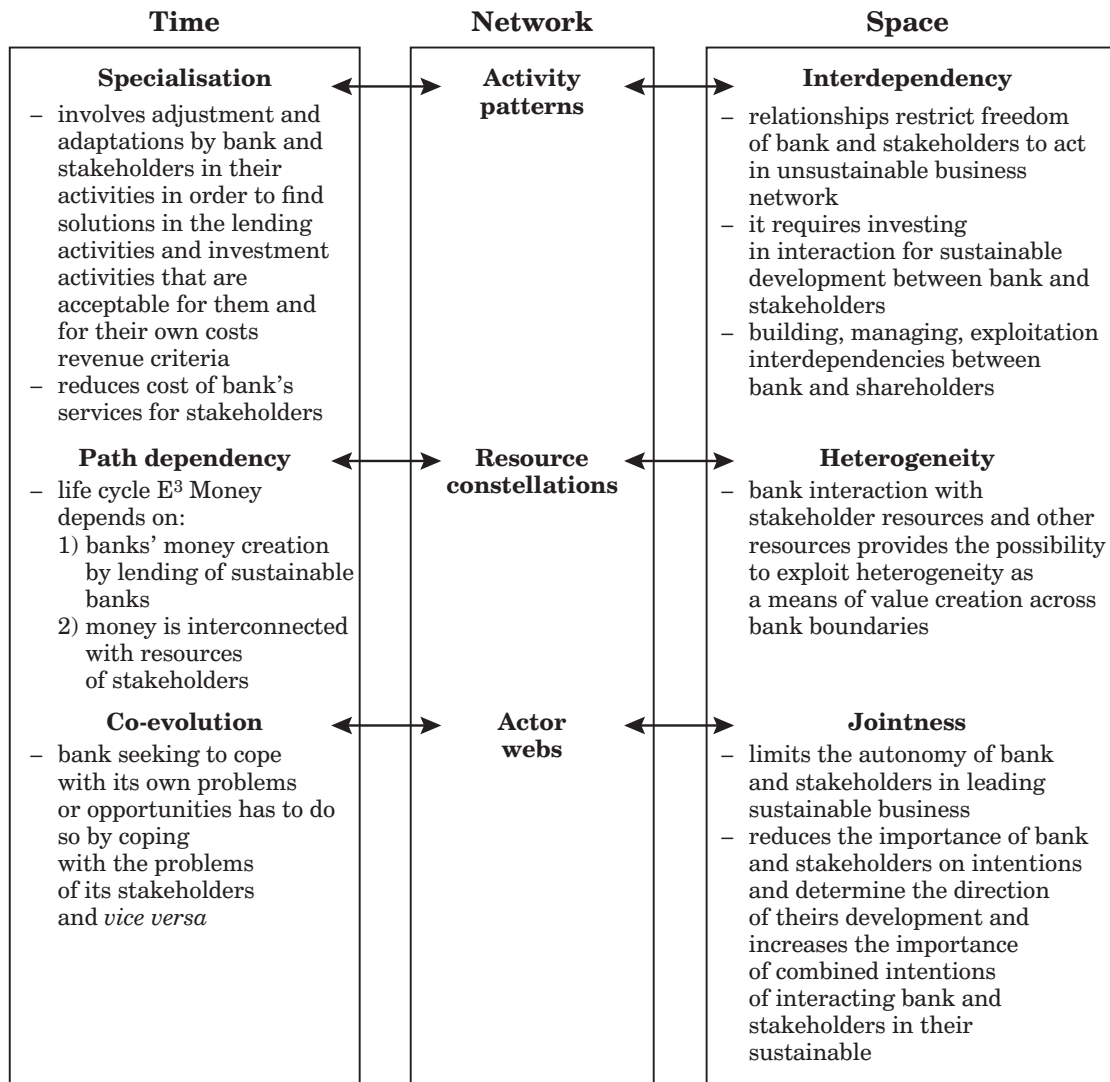 Time
Specialisation
– involves adjustment and
adaptations by bank and
stakeholders in their
activities in order to find
solutions in the lending
activities and investment
activities that are
acceptable for them and
for their own costs
revenue criteria
– reduces cost of bank's
services for stakeholders
Path dependency
– life cycle E³ Money
depends on:
1) banks' money creation
by lending of sustainable
banks
2) money is interconnected
with resources
of stakeholders
Co-evolution
– bank seeking to cope
with its own problems
or opportunities has to do
so by coping
with the problems
of its stakeholders
and vice versa
Network
Activity
patterns
Resource
constellations
Actor
webs
Space
Interdependency
– relationships restrict freedom
of bank and stakeholders to act
in unsustainable business
network
– it requires investing
in interaction for sustainable
development between bank and
stakeholders
– building, managing, exploitation
interdependencies between
bank and shareholders
Heterogeneity
– bank interaction with
stakeholder resources and other
resources provides the possibility
to exploit heterogeneity as
a means of value creation across
bank boundaries
Jointness
– limits the autonomy of bank
and stakeholders in leading
sustainable business
– reduces the importance of bank
and stakeholders on intentions
and determine the direction
of theirs development and
increases the importance
of combined intentions
of interacting bank and
stakeholders in their
sustainable